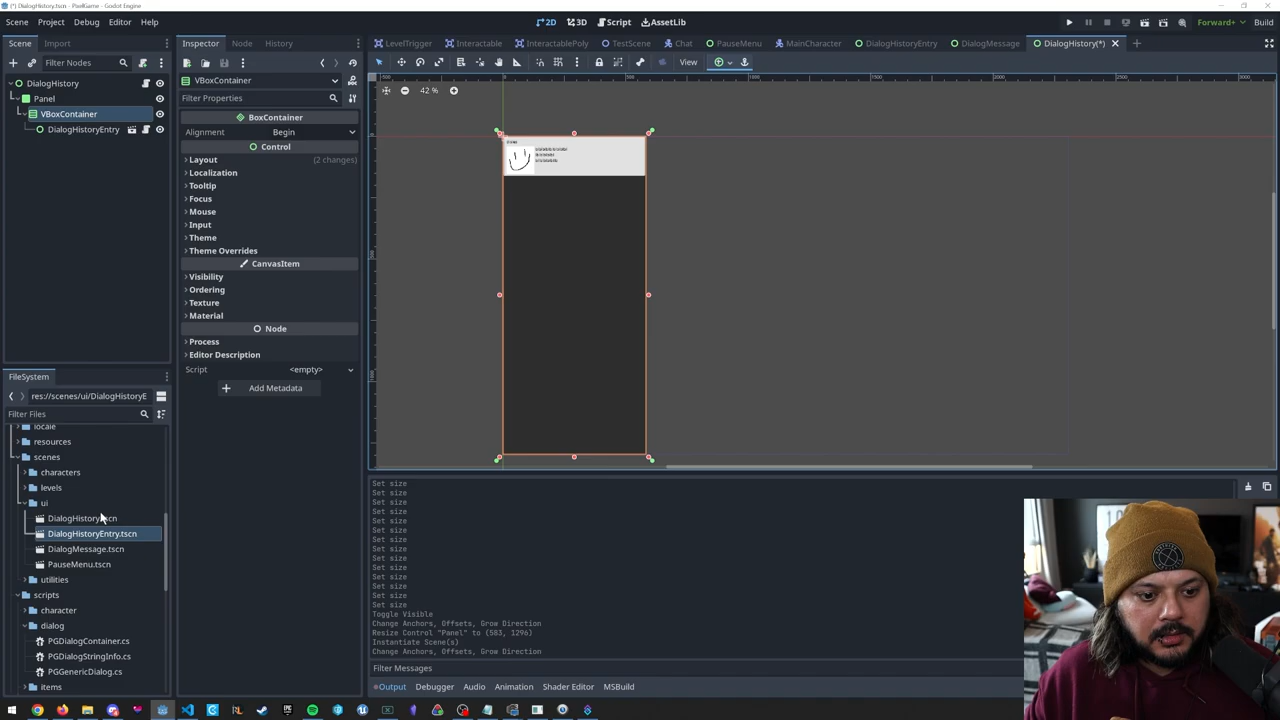 (*) DialogHistory.tscn - PixelGame - Godot Engine
Scene Project Debug Editor Help
2D 3D Script AssetLib
Forward+ Build
Scene Import
Inspector Node History
LevelTrigger Interactable InteractablePoly TestScene Chat PauseMenu MainCharacter DialogHistoryEntry DialogMessage DialogHistory(*)
Filter Nodes
View
DialogHistory
Panel
VBoxContainer
DialogHistoryEntry
VBoxContainer
Filter Properties
BoxContainer
Alignment Begin
Control
Layout (2 changes)
Localization
Tooltip
Focus
Mouse
Input
Theme
Theme Overrides
CanvasItem
Visibility
Ordering
Texture
Material
Node
Process
Editor Description
Script <empty>
Add Metadata
42 %
500 0 500 1000 1500 2000 2500 3000
FileSystem
res://scenes/ui/DialogHistoryE
Filter Files
locale
resources
scenes
characters
levels
ui
DialogHistory.tscn
DialogHistoryEntry.tscn
DialogMessage.tscn
PauseMenu.tscn
utilities
scripts
character
dialog
PGDialogContainer.cs
PGDialogStringInfo.cs
PGGenericDialog.cs
items
Set size
Set size
Set size
Set size
Set size
Set size
Set size
Set size
Set size
Set size
Set size
Set size
Set size
Set size
Toggle Visible
Change Anchors, Offsets, Grow Direction
Resize Control "Panel" to (583, 1296)
Instantiate Scene(s)
Change Anchors, Offsets, Grow Direction
Filter Messages
Output Debugger Audio Animation Shader Editor MSBuild